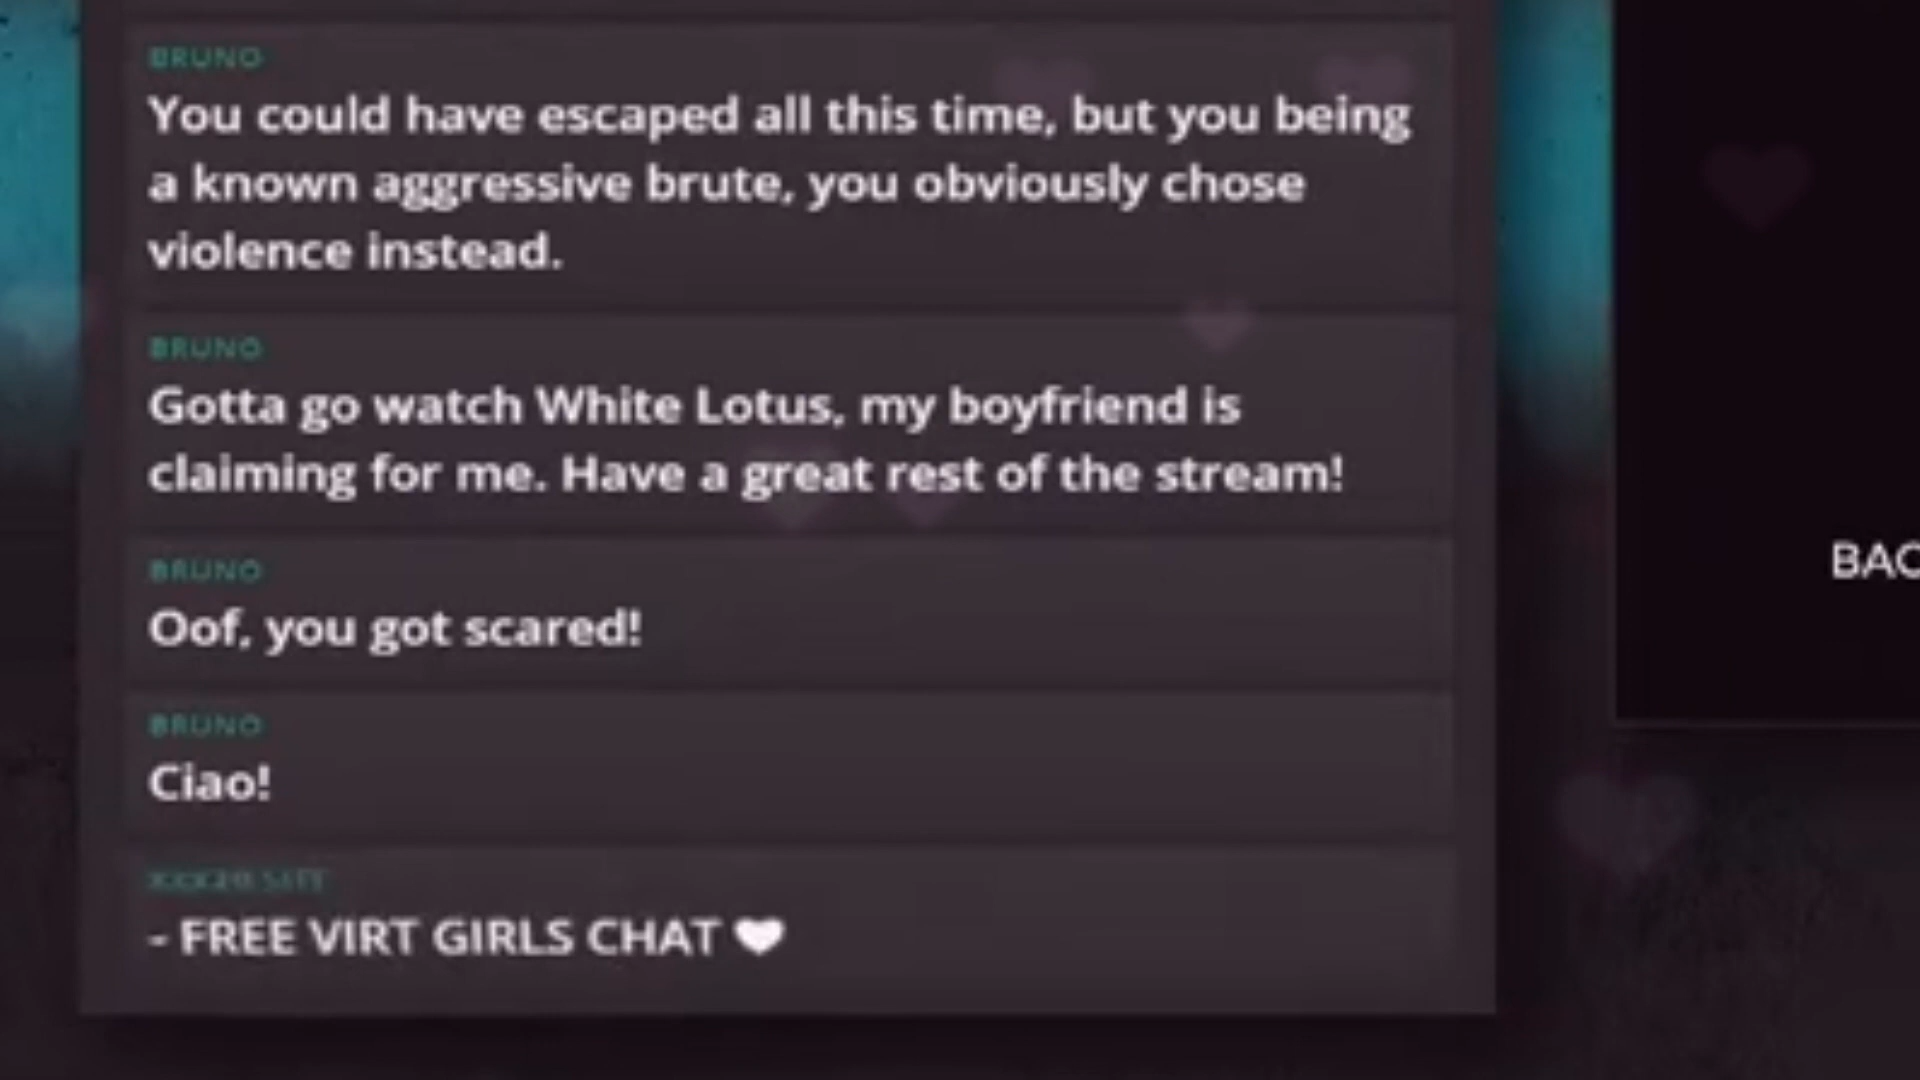 BRUNO
You could have escaped all this time, but you being
a known aggressive brute, you obviously chose
violence instead.
BRUNO
Gotta go watch White Lotus, my boyfriend is
claiming for me. Have a great rest of the stream!
BRUNO
Oof, you got scared!
BRUNO
Ciao!
- FREE VIRT GIRLS CHAT ♥
BAC